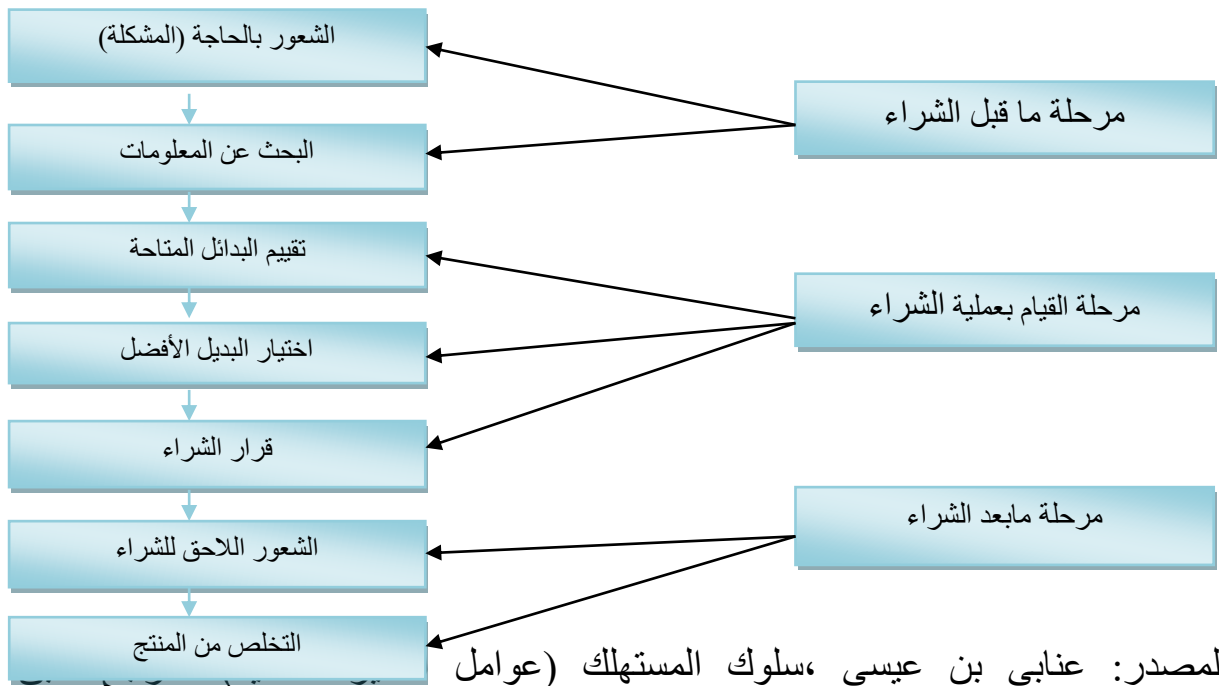 الشعور بالحاجة (المشكلة)
مرحلة ما قبل الشراء
البحث عن المعلومات
تقييم البدائل المتاحة
مرحلة القيام بعملية الشراء
اختيار البديل الأفضل
قرار الشراء
مرحلة مابعد الشراء
الشعور اللاحق للشراء
التخلص من المنتج
لمصدر: عنابي بن عيسى ،سلوك المستهلك (عوامل